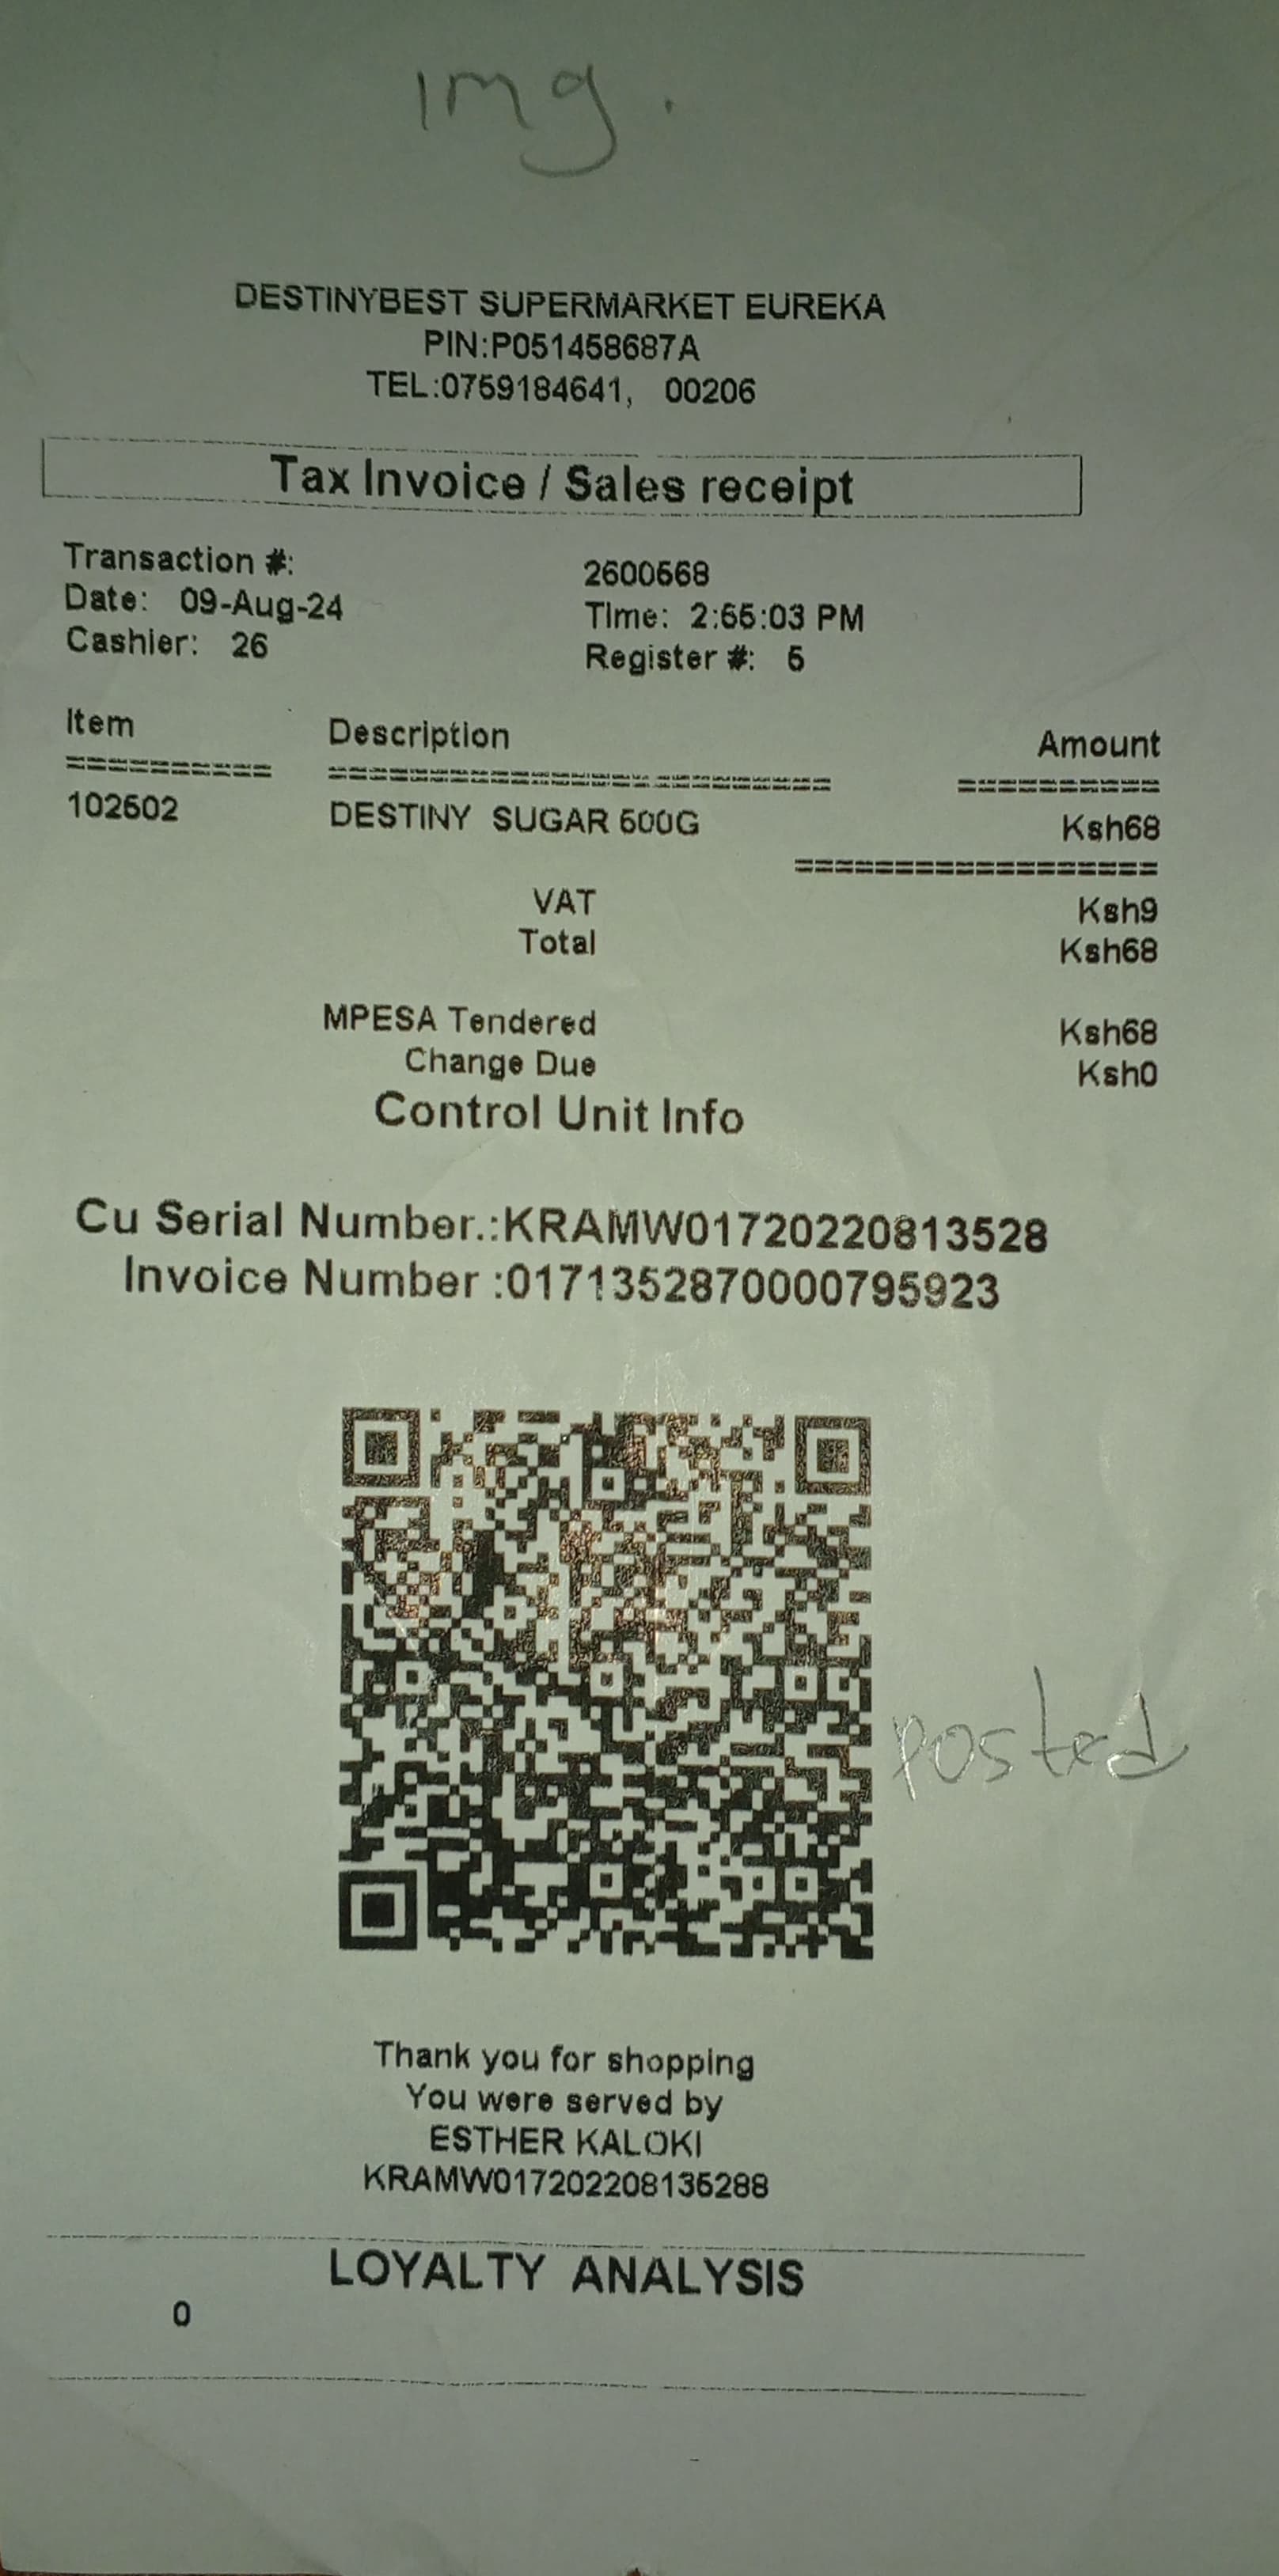 img.
DESTINYBEST SUPERMARKET EUREKA
PIN:P051458687A
TEL:0759184641, 00206
Tax Invoice / Sales receipt
Transaction #: 2600568
Date: 09-Aug-24 Time: 2:55:03 PM
Cashier: 26 Register #: 5
Item Description Amount
102502 DESTINY SUGAR 500G Ksh68
VAT Ksh9
Total Ksh68
MPESA Tendered Ksh68
Change Due Ksh0
Control Unit Info
Cu Serial Number.:KRAMW01720220813528
Invoice Number :0171352870000795923
posted
Thank you for shopping
You were served by
ESTHER KALOKI
KRAMW017202208135288
LOYALTY ANALYSIS
0